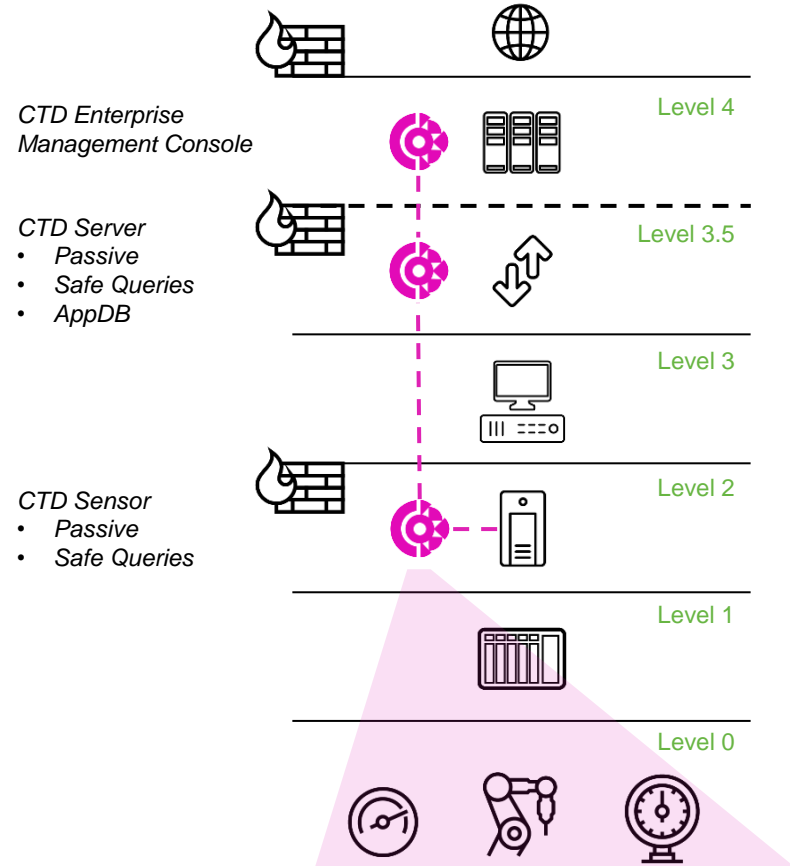 Level 4
CTD Enterprise
Management Console
CTD Server
• Passive
• Safe Queries
• AppDB
Level 3.5
Level 3
Level 2
CTD Sensor
• Passive
• Safe Queries
Level 1
Level 0